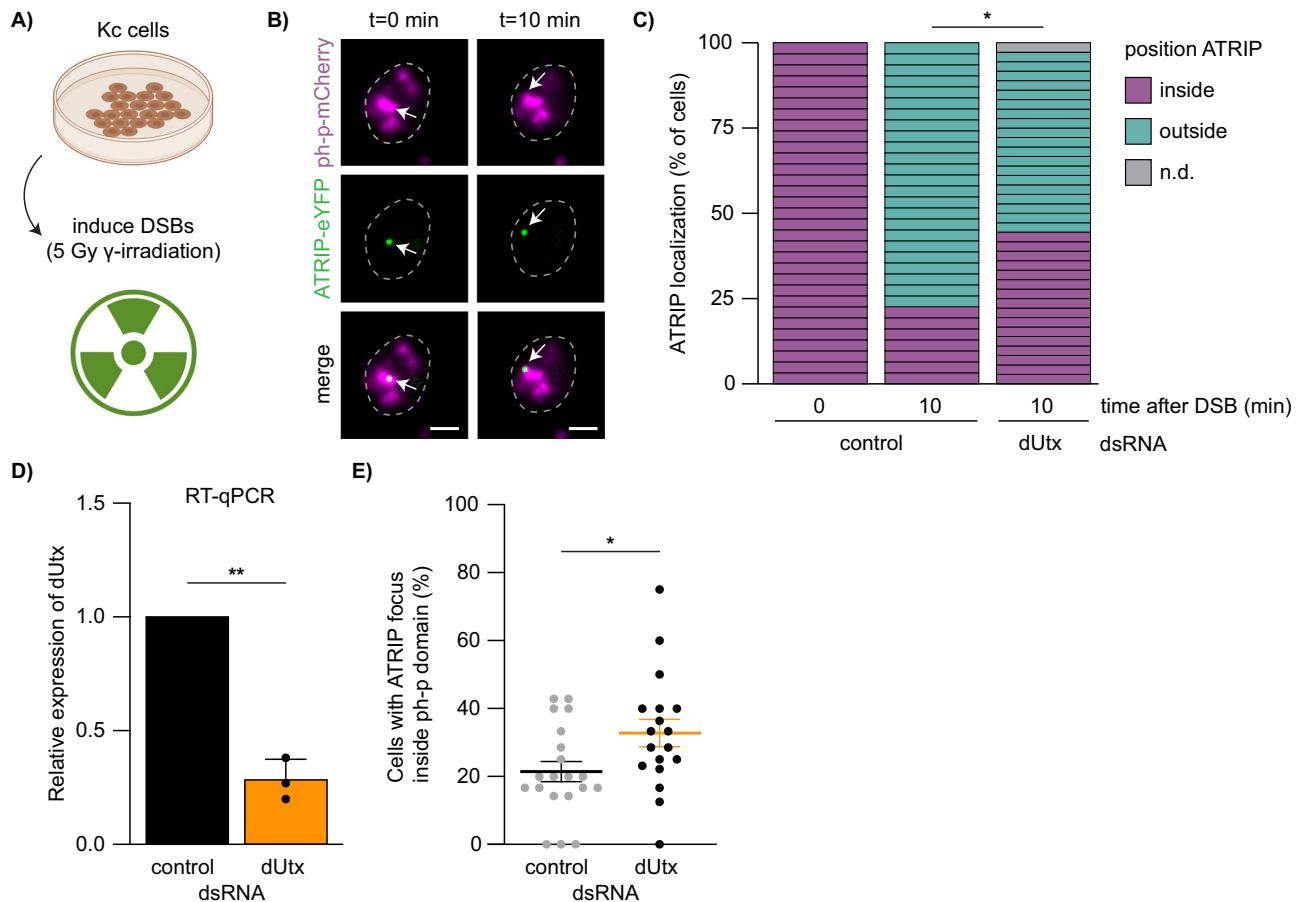 A)
Kc cells
induce DSBs
(5 Gy γ-irradiation)
B)
t=0 min
t=10 min
ph-p-mCherry
ATRIP-eYFP
merge
C)
*
ATRIP localization (% of cells)
100
75
50
25
0
0
10
10
time after DSB (min)
control
dUtx
dsRNA
position ATRIP
inside
outside
n.d.
D)
RT-qPCR
Relative expression of dUtx
1.5
1.0
0.5
0.0
**
control
dUtx
dsRNA
E)
Cells with ATRIP focus
inside ph-p domain (%)
100
80
60
40
20
0
*
control
dUtx
dsRNA